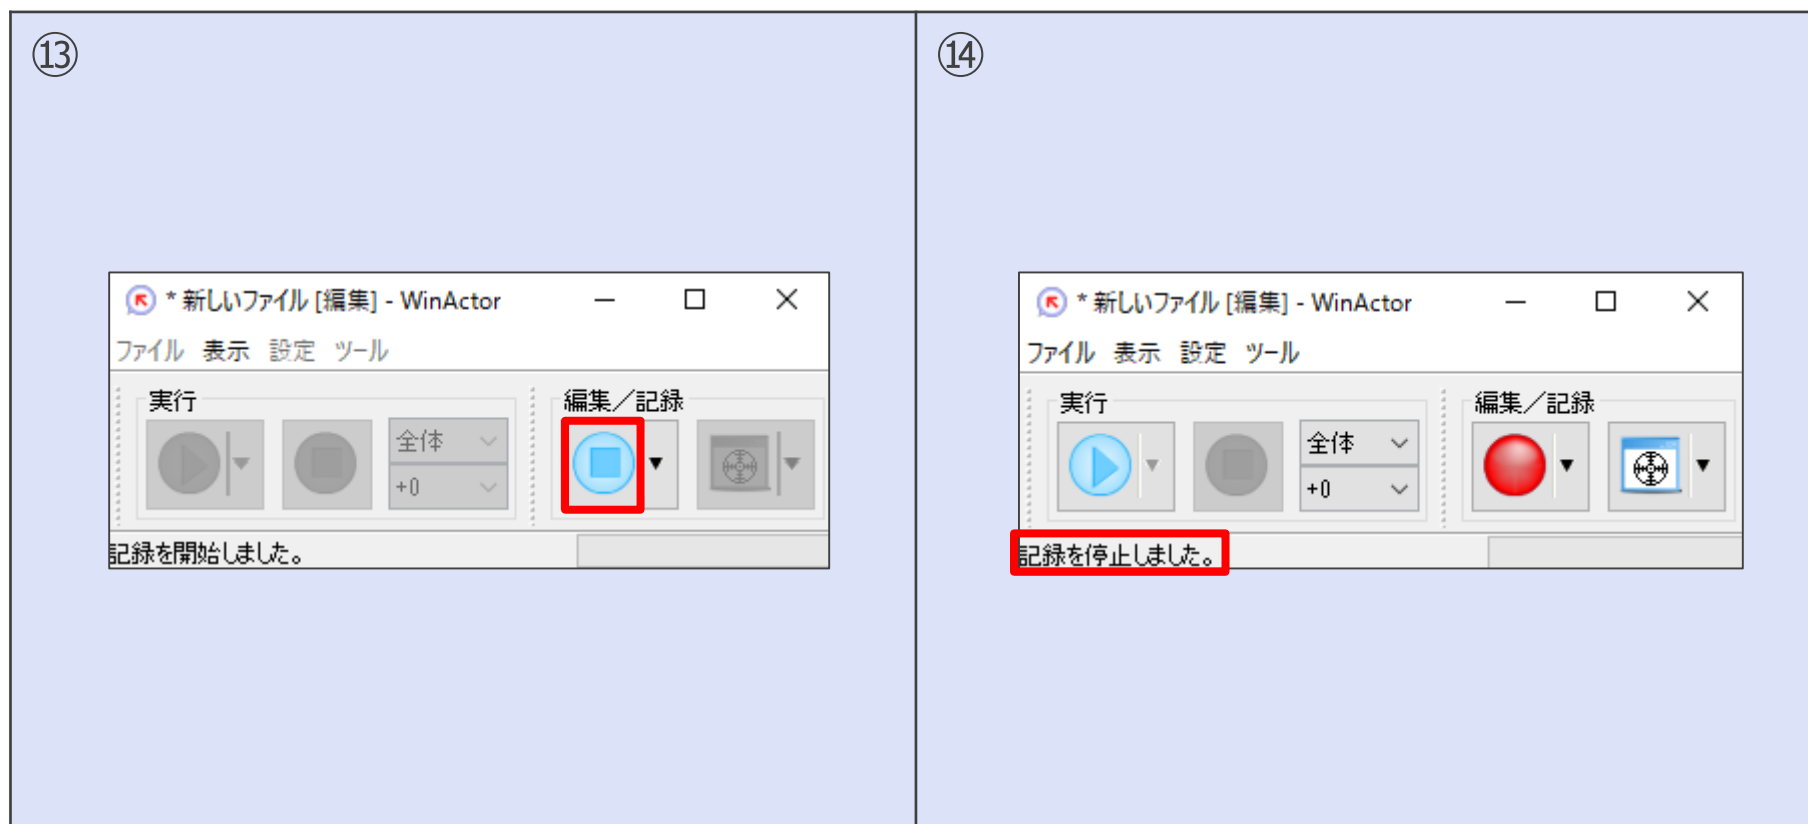 ⑬
* 新しいファイル [編集] - WinActor
ファイル 表示 設定 ツール
実行
編集／記録
全体
+0
記録を開始しました。
⑭
* 新しいファイル [編集] - WinActor
ファイル 表示 設定 ツール
実行
編集／記録
全体
+0
記録を停止しました。